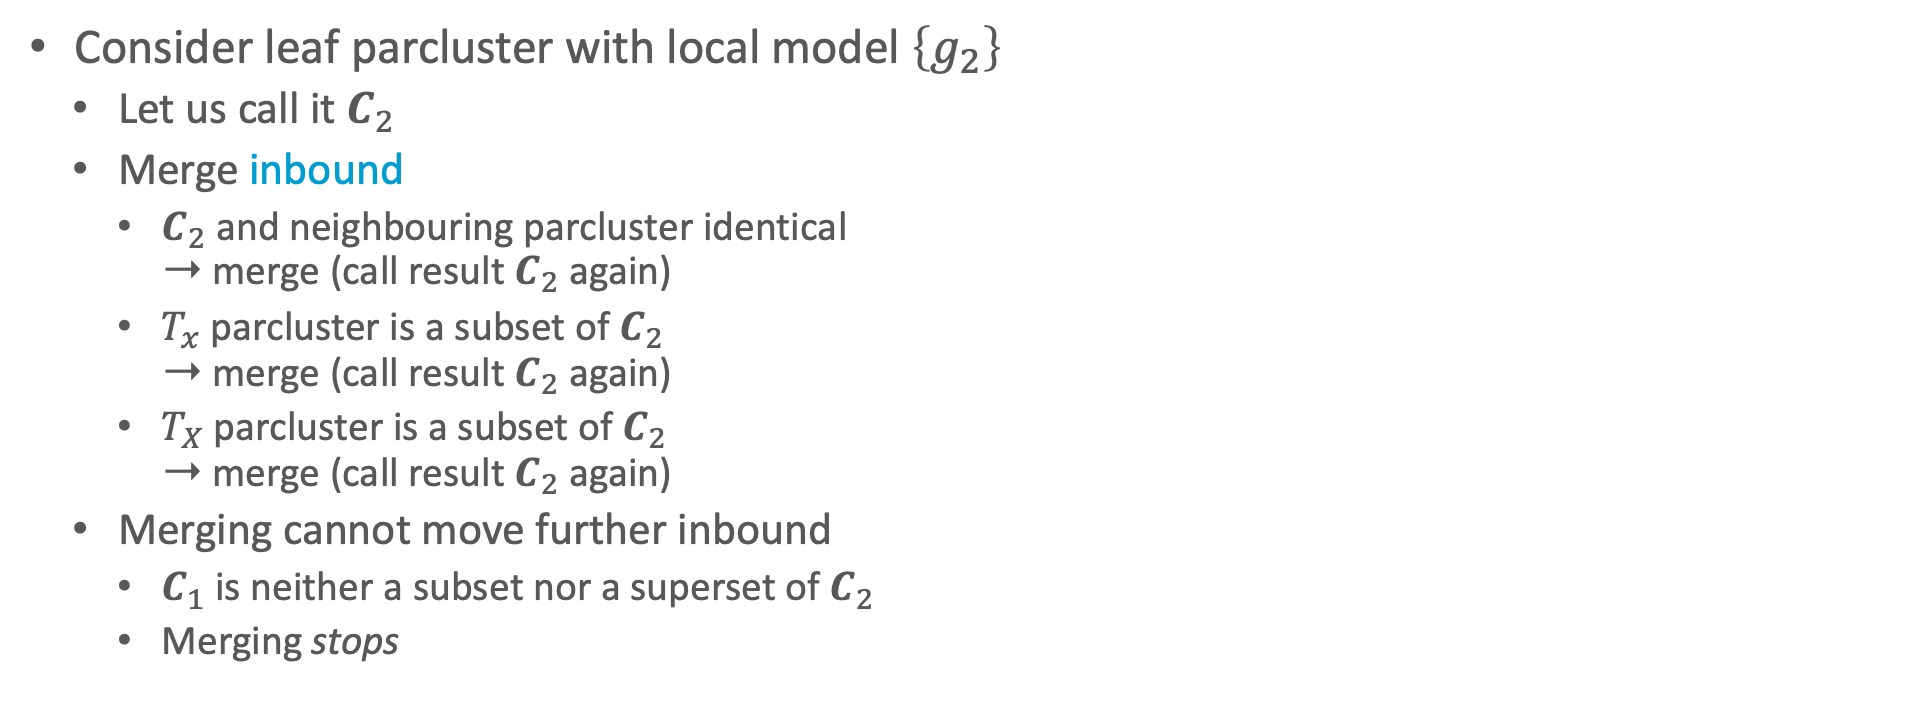 • Consider leaf parcluster with local model {g₂}
• Let us call it C₂
• Merge inbound
• C₂ and neighbouring parcluster identical
→ merge (call result C₂ again)
• Tₓ parcluster is a subset of C₂
→ merge (call result C₂ again)
• T_X parcluster is a subset of C₂
→ merge (call result C₂ again)
• Merging cannot move further inbound
• C₁ is neither a subset nor a superset of C₂
• Merging stops